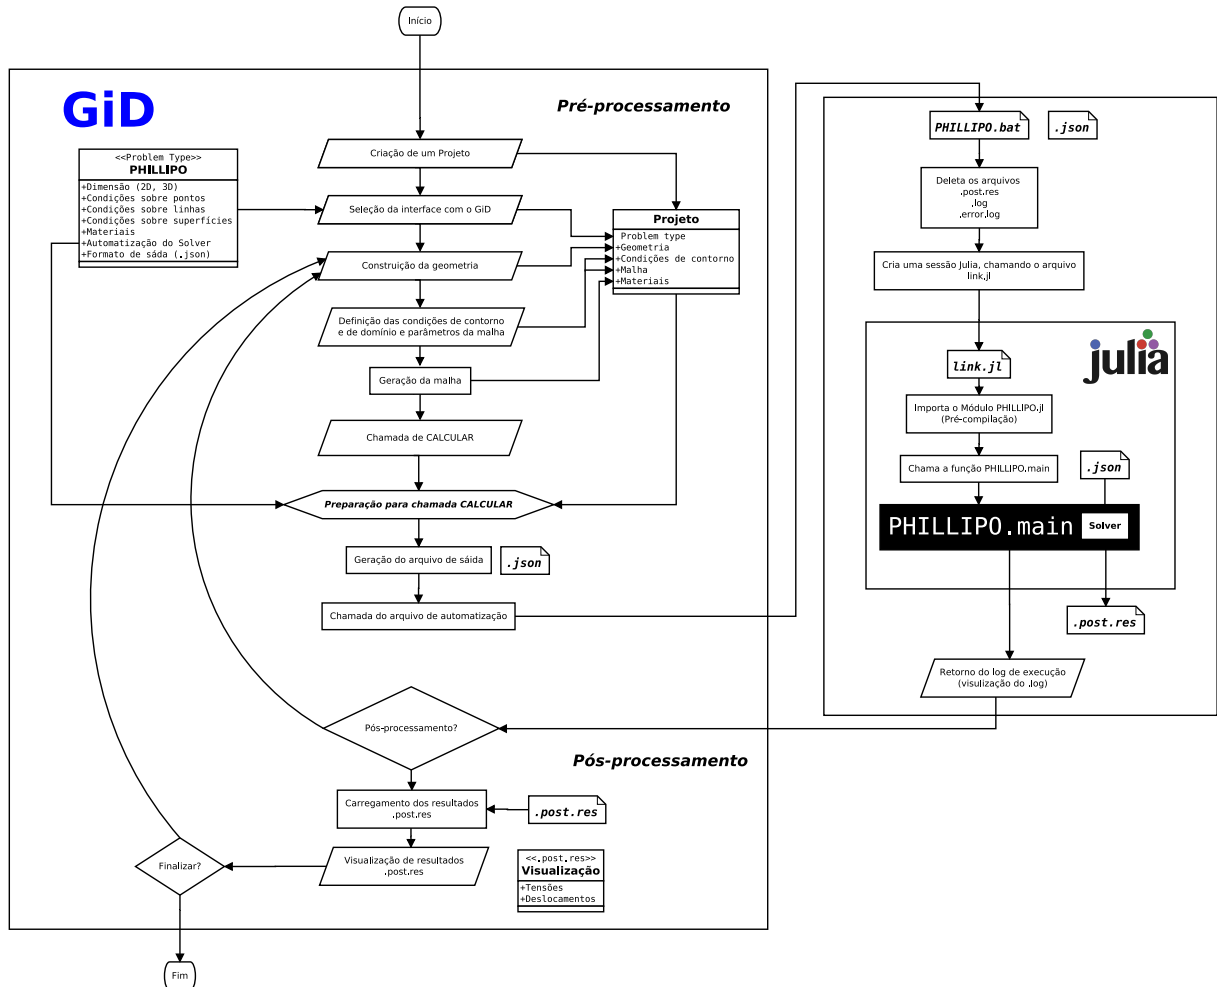 Início
GiD
Pré-processamento
<<Problem Type>>
PHILLIPO
+Dimensão (2D, 3D)
+Condições sobre pontos
+Condições sobre linhas
+Condições sobre superfícies
+Materiais
+Automatização do Solver
+Formato de sáda (.json)
Criação de um Projeto
Seleção da interface com o GiD
Construição da geometria
Definição das condições de contorno
e de domínio e parâmetros da malha
Geração da malha
Chamada de CALCULAR
Preparação para chamada CALCULAR
Geração do arquivo de sáida
.json
Chamada do arquivo de automatização
Projeto
Problem type
+Geometria
+Condições de contorno
+Malha
+Materiais
PHILLIPO.bat
.json
Deleta os arquivos
.post.res
.log
.error.log
Cria uma sessão Julia, chamando o arquivo
link.jl
julia
link.jl
Importa o Módulo PHILLIPO.jl
(Pré-compilação)
Chama a função PHILLIPO.main
.json
PHILLIPO.main
Solver
.post.res
Retorno do log de execução
(visulização do .log)
Pós-processamento?
Pós-processamento
Carregamento dos resultados
.post.res
.post.res
Visualização de resultados
.post.res
<<.post.res>>
Visualização
+Tensões
+Deslocamentos
Finalizar?
Fim